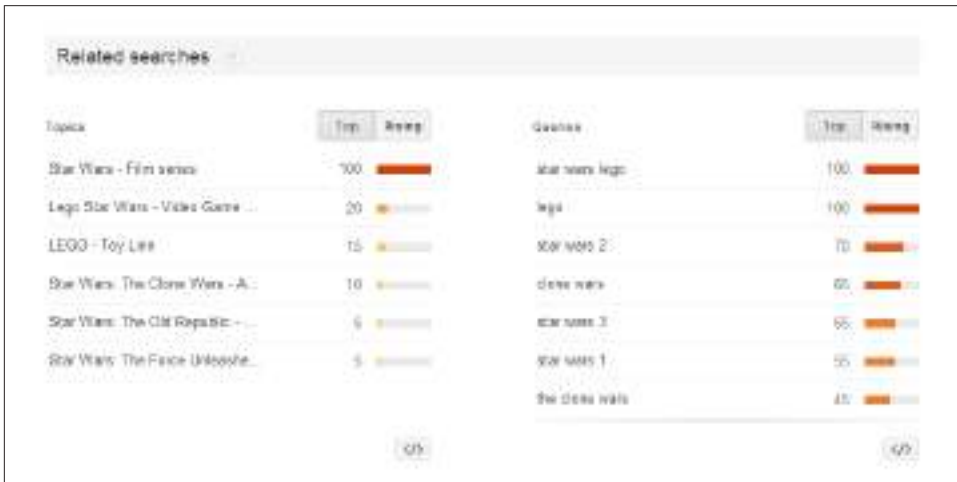 Related searches
Topics
Top Rising
Star Wars - Film series 100
Lego Star Wars - Video Game ... 20
LEGO - Toy Line 15
Star Wars: The Clone Wars - A... 10
Star Wars: The Old Republic - ... 5
Star Wars: The Force Unleashe... 5
</>
Queries
Top Rising
star wars lego 100
lego 100
star wars 2 70
clone wars 65
star wars 3 55
star wars 1 55
the clone wars 45
</>